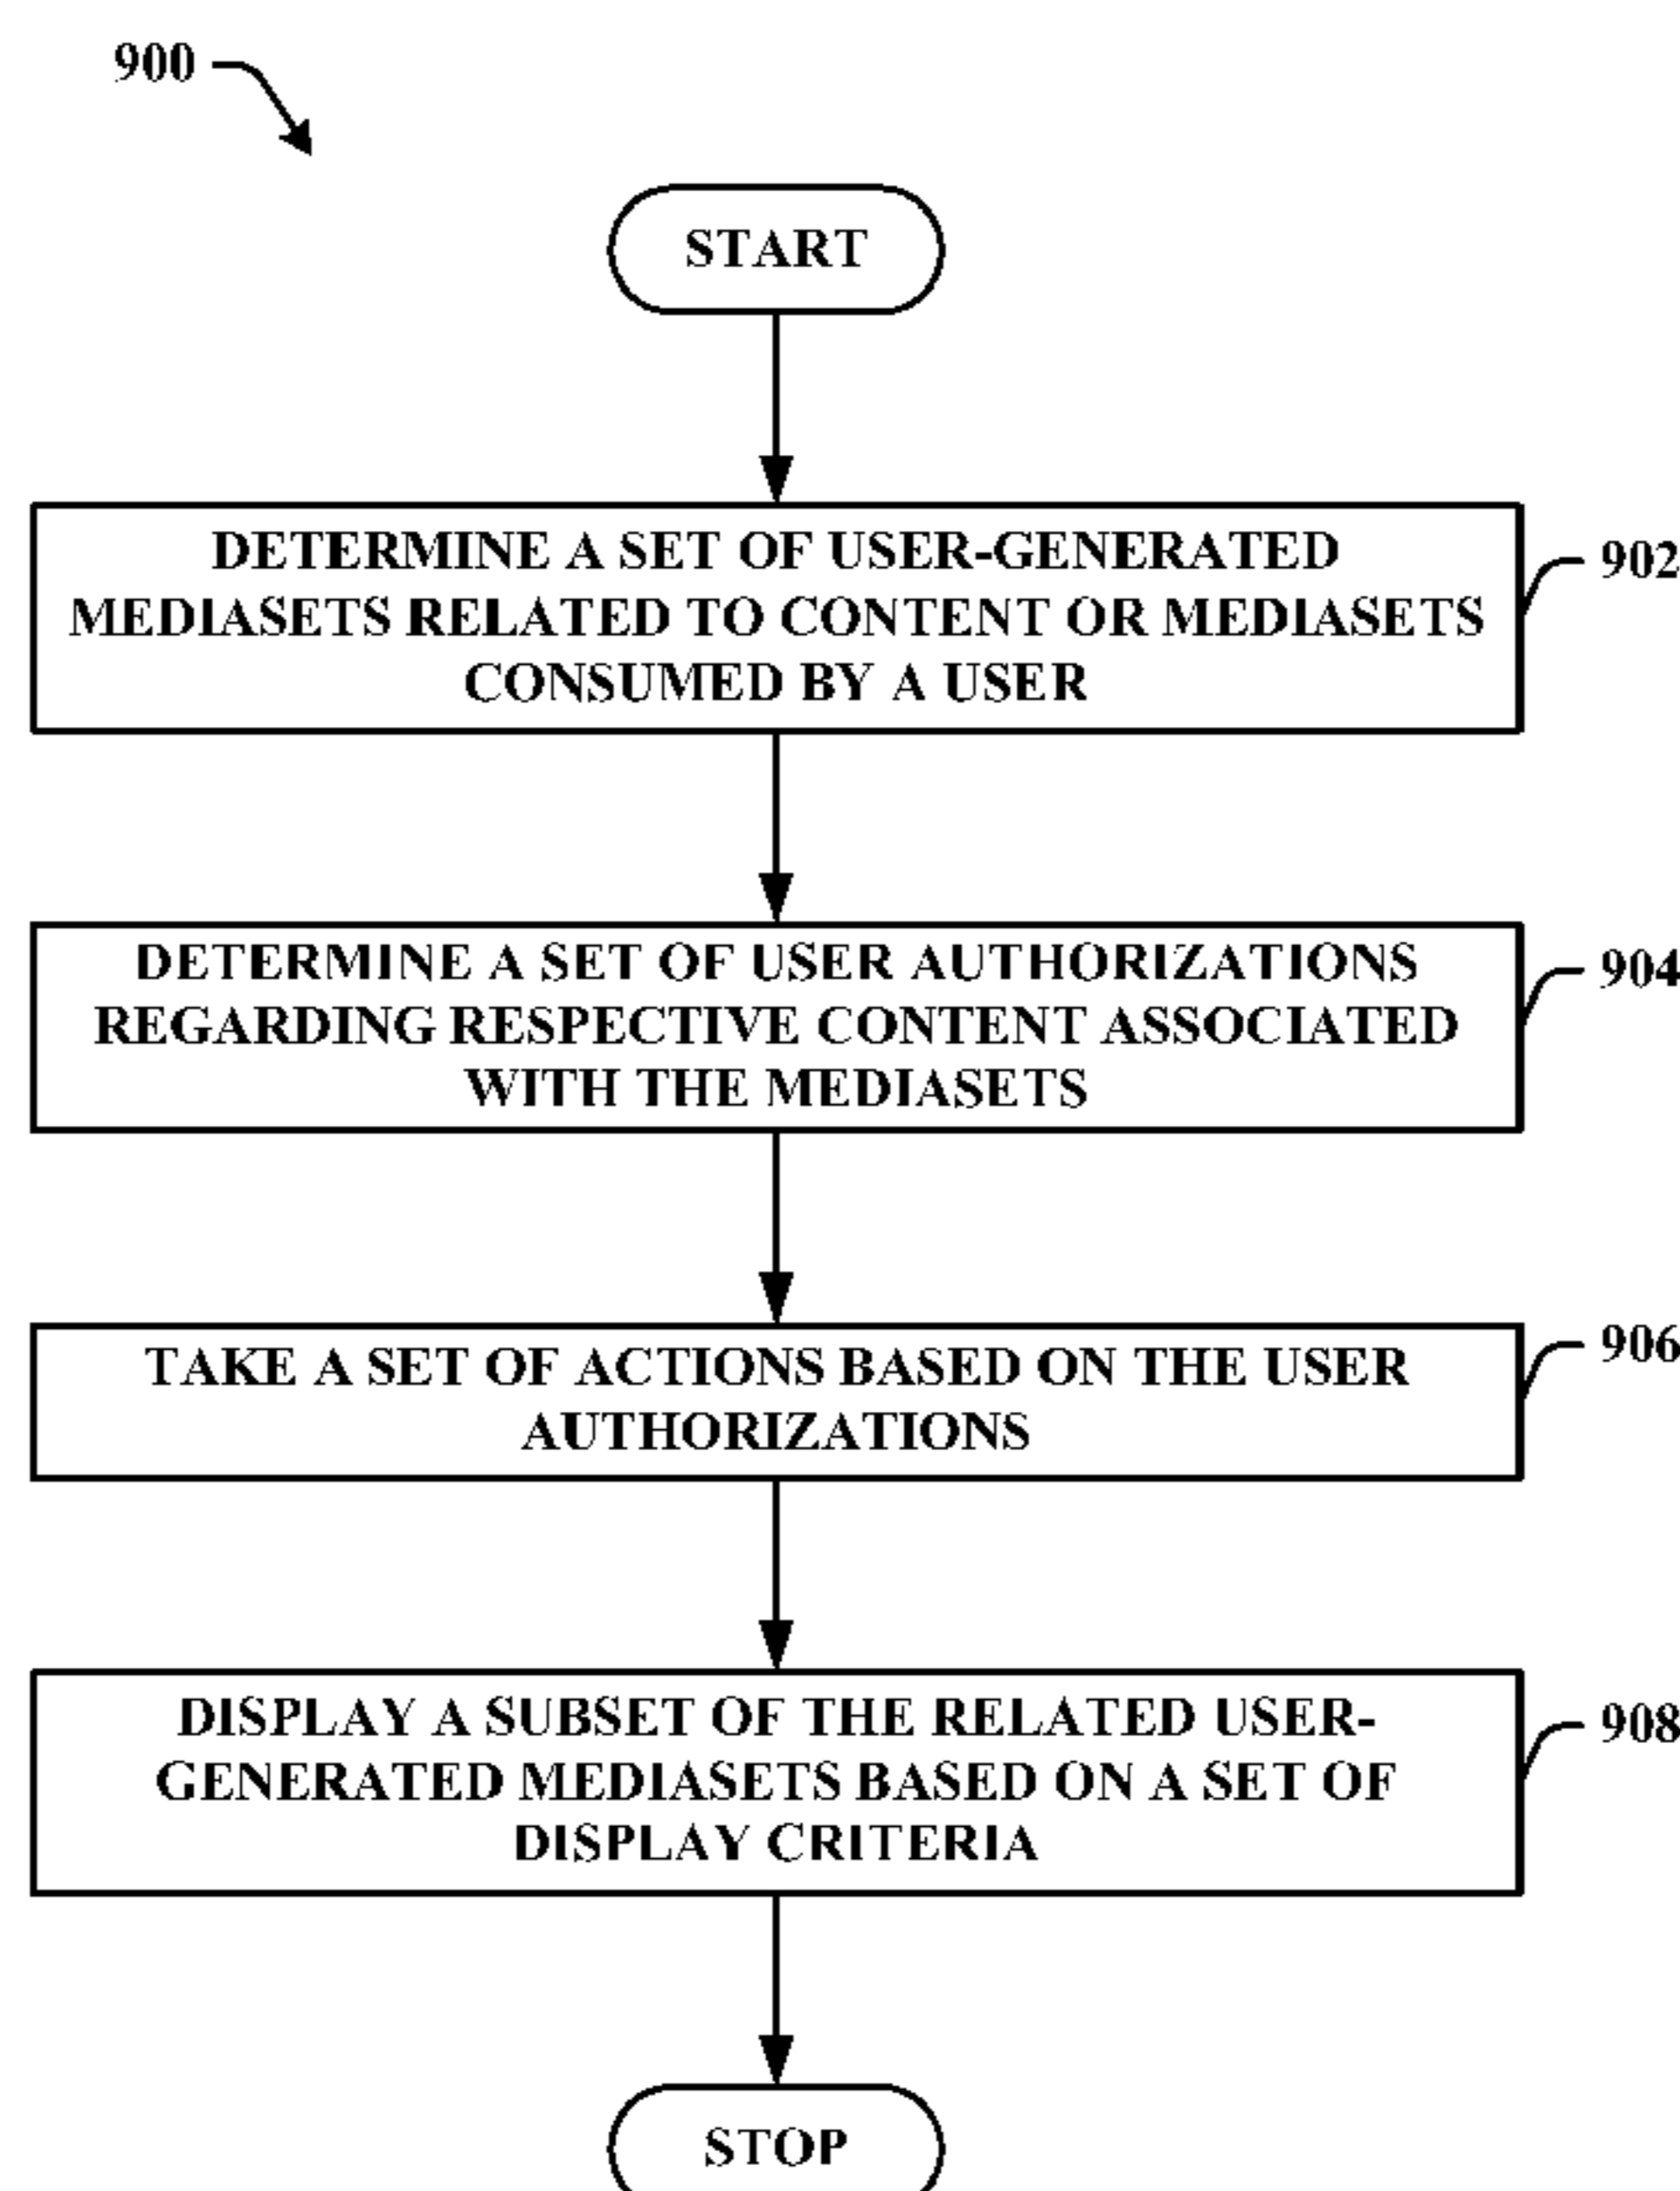 900
START
DETERMINE A SET OF USER-GENERATED
MEDIASETS RELATED TO CONTENT OR MEDIASETS
CONSUMED BY A USER
902
DETERMINE A SET OF USER AUTHORIZATIONS
REGARDING RESPECTIVE CONTENT ASSOCIATED
WITH THE MEDIASETS
904
TAKE A SET OF ACTIONS BASED ON THE USER
AUTHORIZATIONS
906
DISPLAY A SUBSET OF THE RELATED USER-
GENERATED MEDIASETS BASED ON A SET OF
DISPLAY CRITERIA
908
STOP